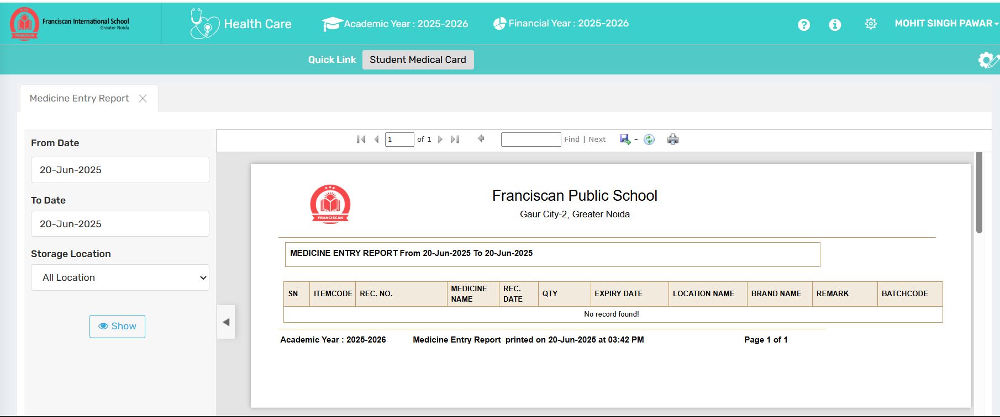 Franciscan International School
Greater Noida
FRANCISCAN
Health Care
Academic Year : 2025-2026
Financial Year : 2025-2026
MOHIT SINGH PAWAR
Quick Link
Student Medical Card
Medicine Entry Report
From Date
20-Jun-2025
To Date
20-Jun-2025
Storage Location
All Location
Show
1 of 1
Find | Next
FRANCISCAN
Franciscan Public School
Gaur City-2, Greater Noida
MEDICINE ENTRY REPORT From 20-Jun-2025 To 20-Jun-2025
SN ITEMCODE REC. NO. MEDICINE NAME REC. DATE QTY EXPIRY DATE LOCATION NAME BRAND NAME REMARK BATCHCODE
No record found!
Academic Year : 2025-2026 Medicine Entry Report printed on 20-Jun-2025 at 03:42 PM Page 1 of 1